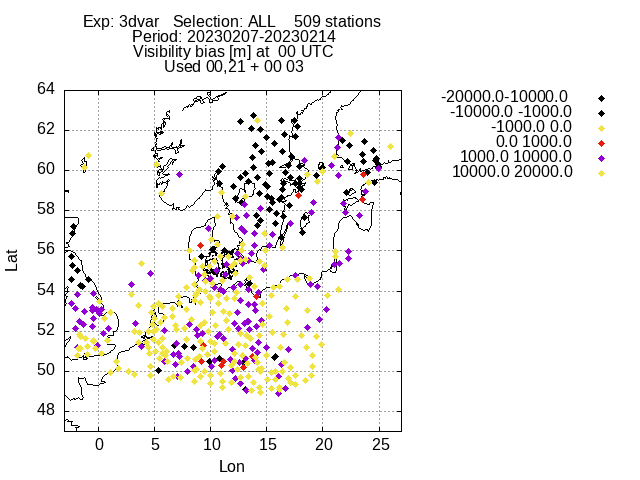 Exp: 3dvar Selection: ALL 509 stations
Period: 20230207-20230214
Visibility bias [m] at 00 UTC
Used 00,21 + 00 03
-20000.0-10000.0
-10000.0 -1000.0
-1000.0 0.0
0.0 1000.0
1000.0 10000.0
10000.0 20000.0
64
62
60
58
56
54
52
50
48
Lat
0 5 10 15 20 25
Lon